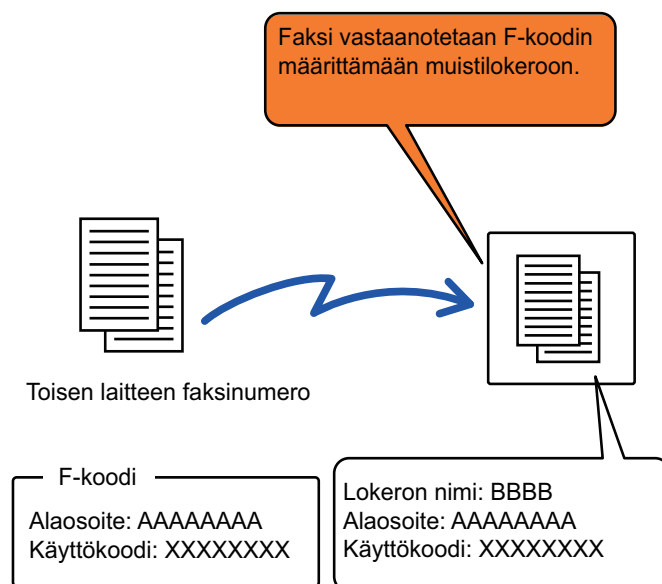 Faksi vastaanotetaan F-koodin
määrittämään muistilokeroon.
Toisen laitteen faksinumero
F-koodi
Alaosoite: AAAAAAAA
Käyttökoodi: XXXXXXXX
Lokeron nimi: BBBB
Alaosoite: AAAAAAAA
Käyttökoodi: XXXXXXXX